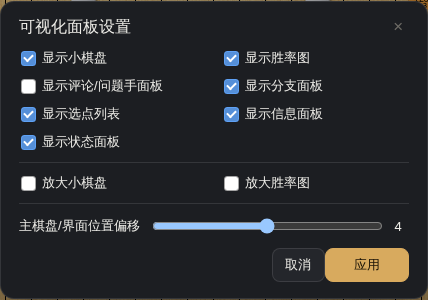 可视化面板设置 ×
显示小棋盘 显示胜率图
显示评论/问题手面板 显示分支面板
显示选点列表 显示信息面板
显示状态面板
放大小棋盘 放大胜率图
主棋盘/界面位置偏移 4
取消 应用